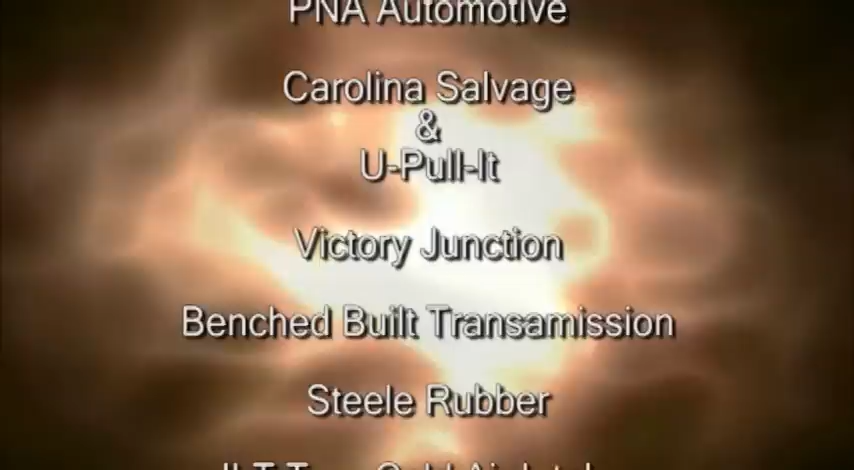 PNA Automotive
Carolina Salvage
&
U-Pull-It
Victory Junction
Benched Built Transamission
Steele Rubber